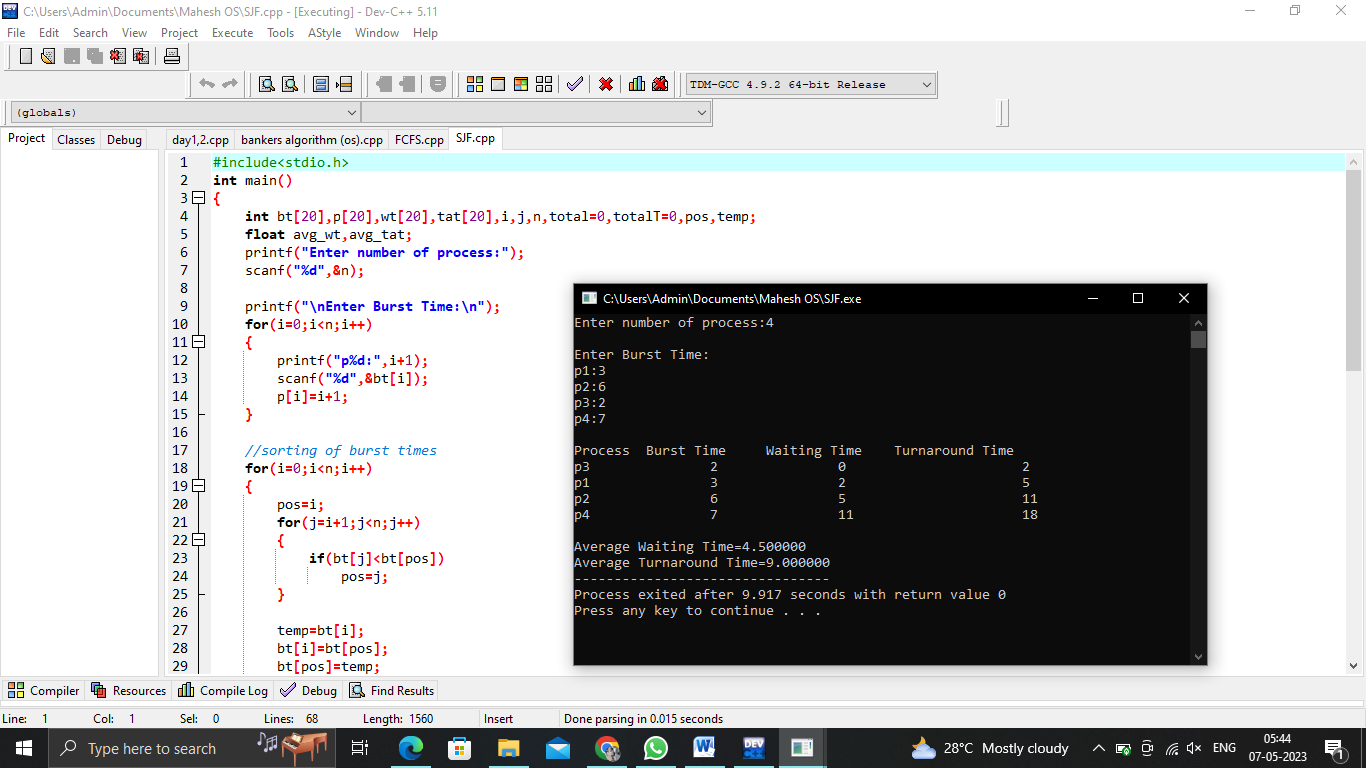 C:\Users\Admin\Documents\Mahesh OS\SJF.cpp - [Executing] - Dev-C++ 5.11
File Edit Search View Project Execute Tools AStyle Window Help
TDM-GCC 4.9.2 64-bit Release
(globals)
Project Classes Debug day1,2.cpp bankers algorithm (os).cpp FCFS.cpp SJF.cpp
1 #include<stdio.h>
2 int main()
3 {
4 int bt[20],p[20],wt[20],tat[20],i,j,n,total=0,totalT=0,pos,temp;
5 float avg_wt,avg_tat;
6 printf("Enter number of process:");
7 scanf("%d",&n);
8
9 printf("\nEnter Burst Time:\n");
10 for(i=0;i<n;i++)
11 {
12 printf("p%d:",i+1);
13 scanf("%d",&bt[i]);
14 p[i]=i+1;
15 }
16
17 //sorting of burst times
18 for(i=0;i<n;i++)
19 {
20 pos=i;
21 for(j=i+1;j<n;j++)
22 {
23 if(bt[j]<bt[pos])
24 pos=j;
25 }
26
27 temp=bt[i];
28 bt[i]=bt[pos];
29 bt[pos]=temp;
C:\Users\Admin\Documents\Mahesh OS\SJF.exe
Enter number of process:4
Enter Burst Time:
p1:3
p2:6
p3:2
p4:7
Process Burst Time Waiting Time Turnaround Time
p3 2 0 2
p1 3 2 5
p2 6 5 11
p4 7 11 18
Average Waiting Time=4.500000
Average Turnaround Time=9.000000
--------------------------------
Process exited after 9.917 seconds with return value 0
Press any key to continue . . .
Compiler Resources Compile Log Debug Find Results
Line: 1 Col: 1 Sel: 0 Lines: 68 Length: 1560 Insert Done parsing in 0.015 seconds
Type here to search
28°C Mostly cloudy
ENG
05:44
07-05-2023
1
DEV